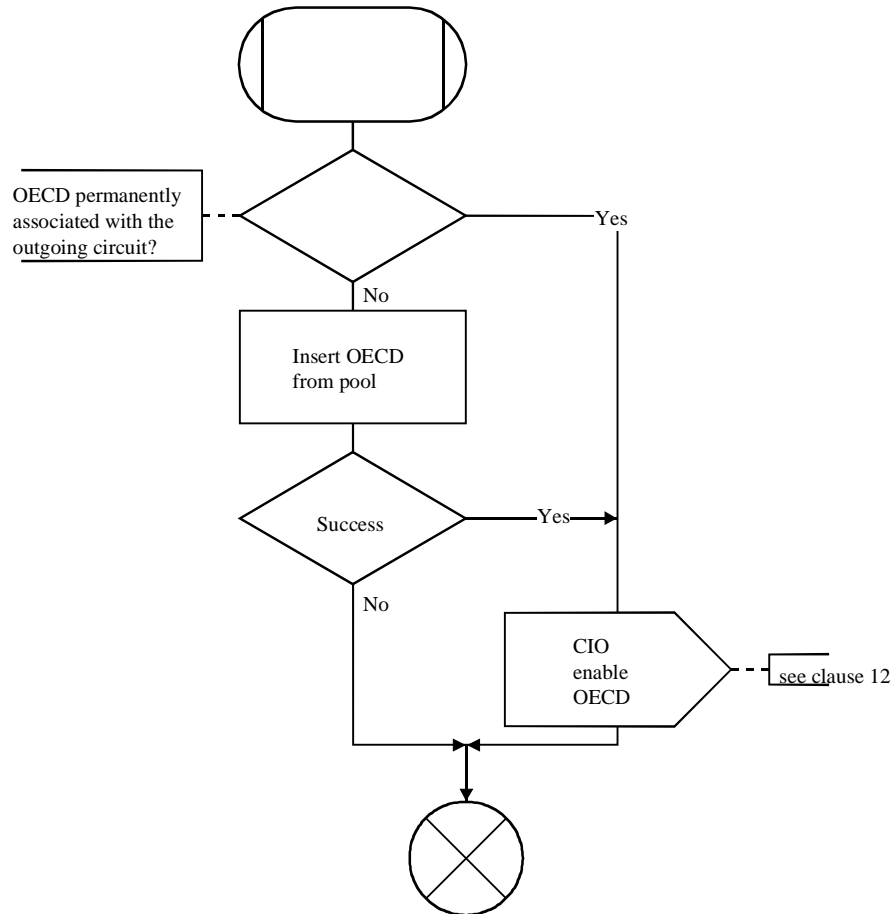 OECD permanently
associated with the
outgoing circuit?
Yes
No
Insert OECD
from pool
Success
Yes
No
CIO
enable
OECD
see clause 12